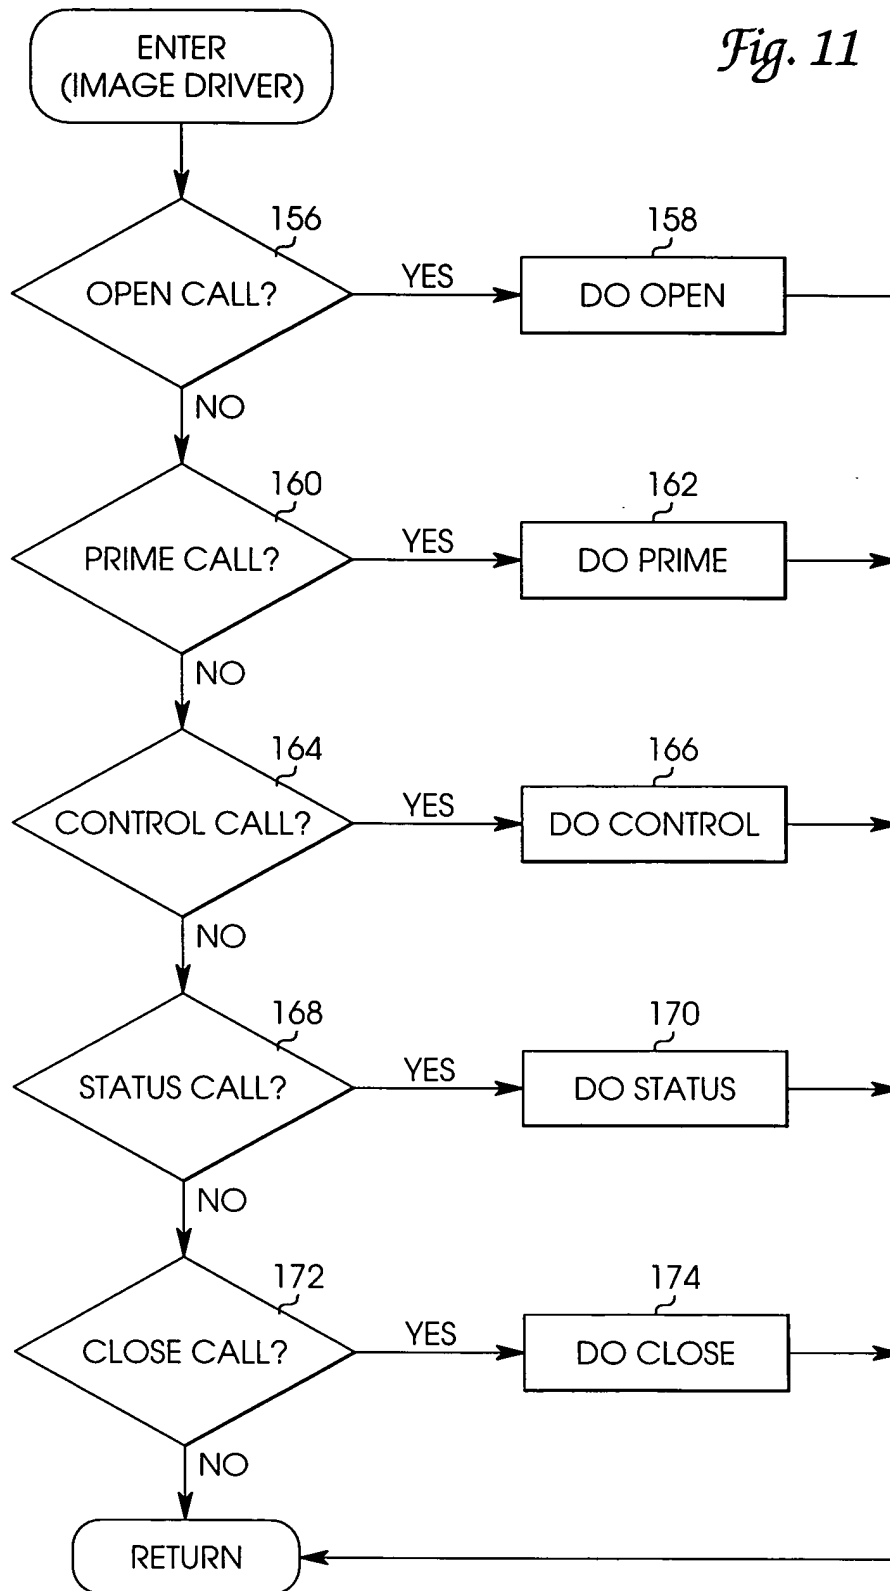 Fig. 11
ENTER
(IMAGE DRIVER)
156
OPEN CALL?
YES
158
DO OPEN
NO
160
PRIME CALL?
YES
162
DO PRIME
NO
164
CONTROL CALL?
YES
166
DO CONTROL
NO
168
STATUS CALL?
YES
170
DO STATUS
NO
172
CLOSE CALL?
YES
174
DO CLOSE
NO
RETURN